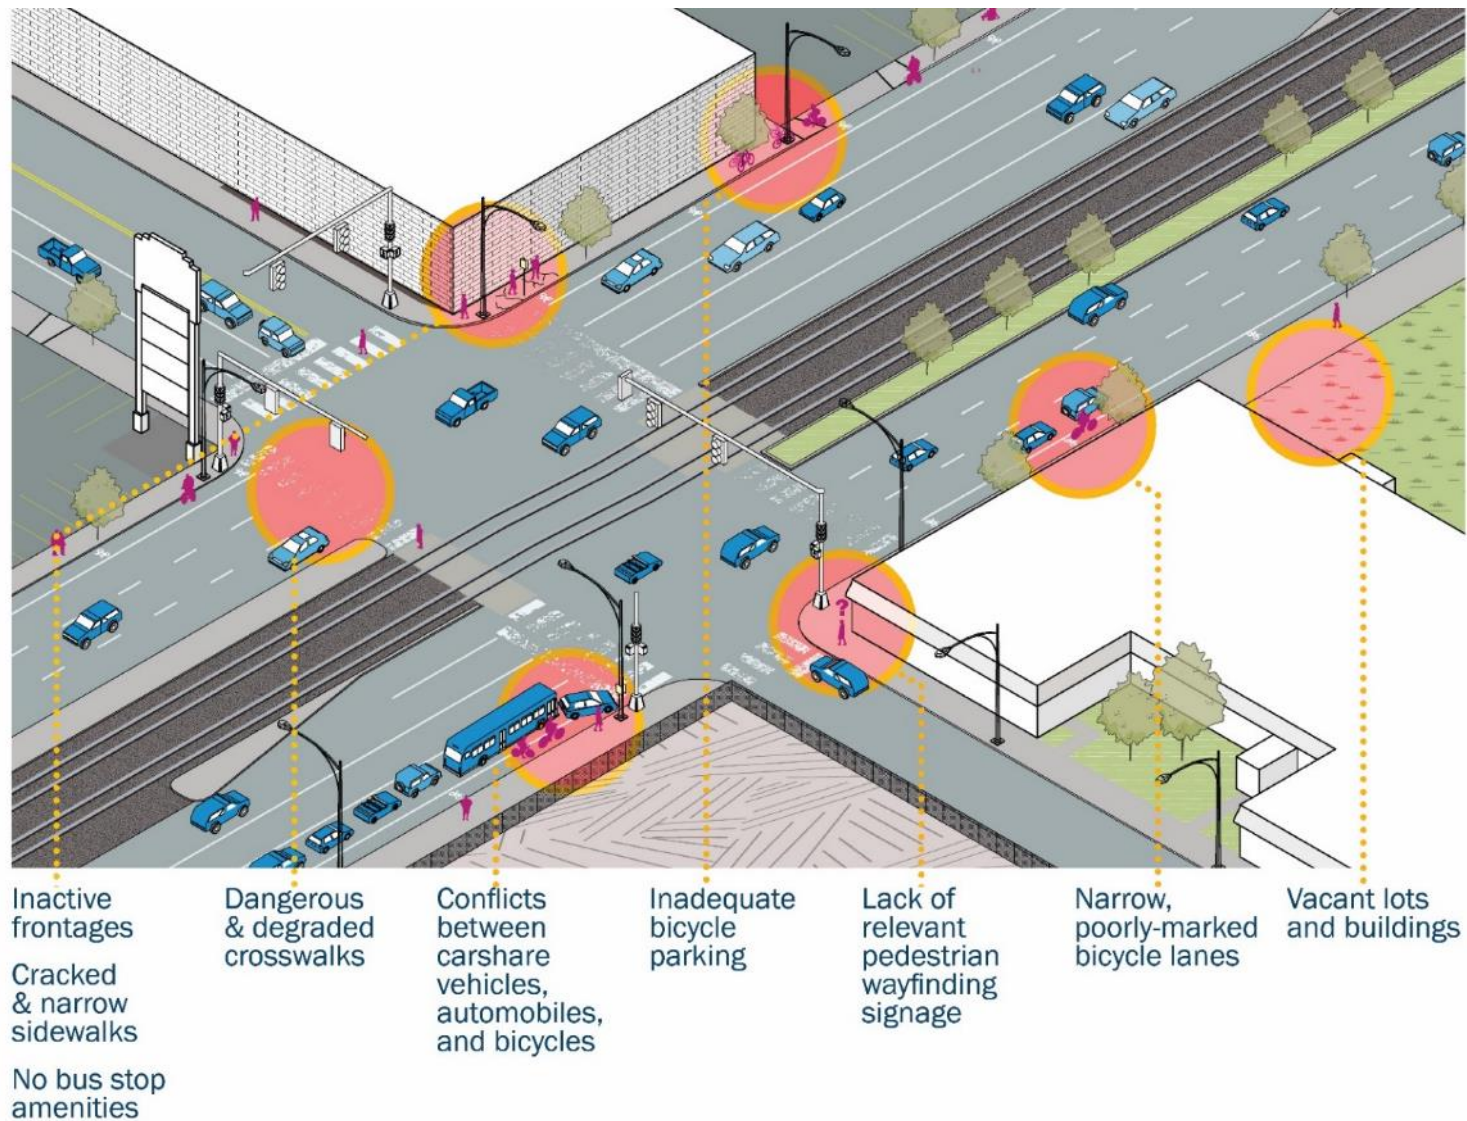 Inactive
frontages
Cracked
& narrow
sidewalks
No bus stop
amenities
Dangerous
& degraded
crosswalks
Conflicts
between
carshare
vehicles,
automobiles,
and bicycles
Inadequate
bicycle
parking
Lack of
relevant
pedestrian
wayfinding
signage
Narrow,
poorly-marked
bicycle lanes
Vacant lots
and buildings
?